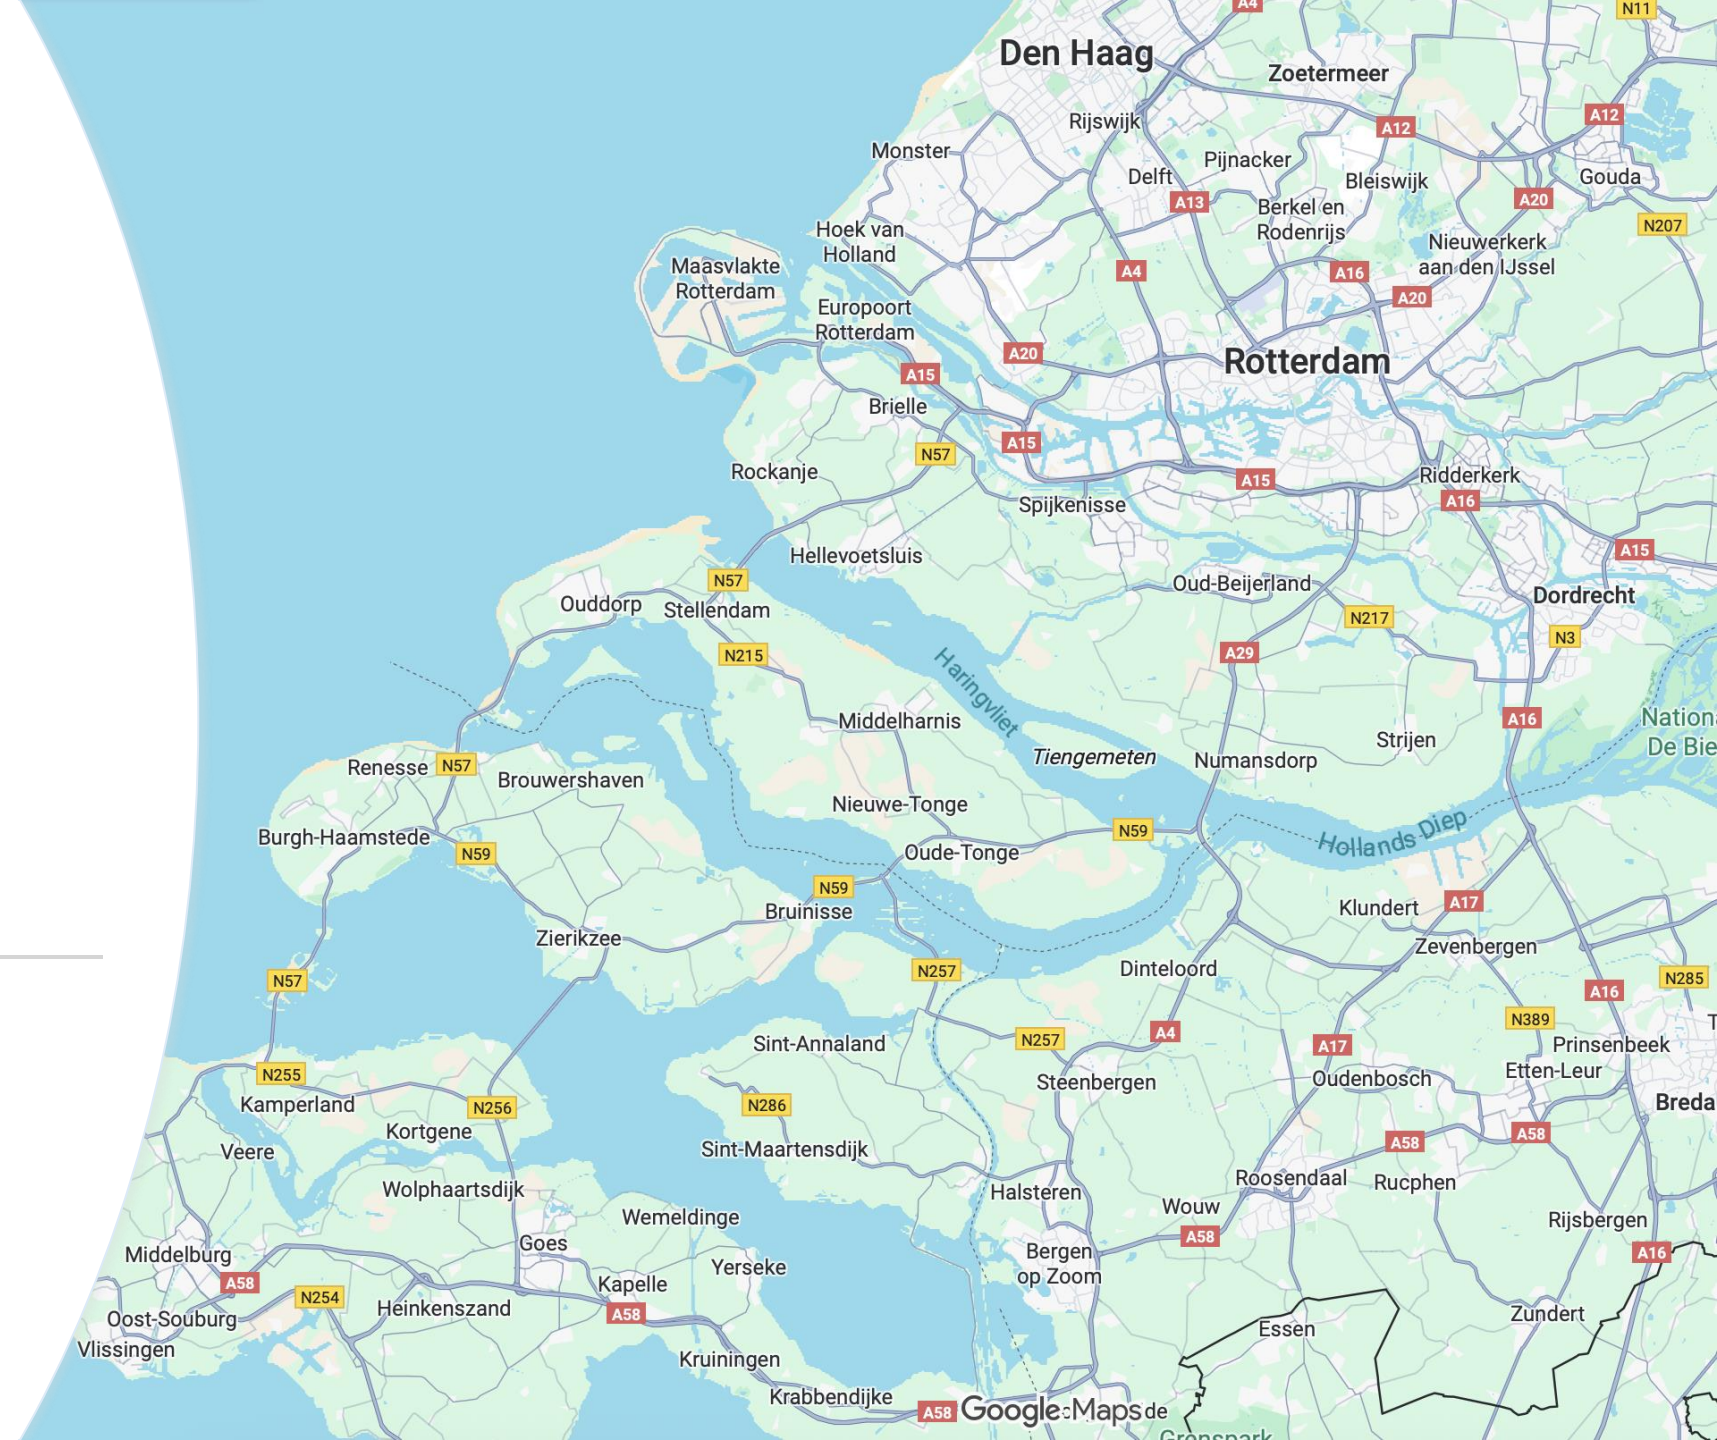 A4
N11
Den Haag
Zoetermeer
Rijswijk
A12
A12
Monster
Pijnacker
Delft
Bleiswijk
Gouda
A13
A20
Berkel en
Rodenrijs
N207
Hoek van
Holland
Nieuwerkerk
aan den IJssel
Maasvlakte
Rotterdam
A4
A16
A20
Europoort
Rotterdam
A20
Rotterdam
A15
Brielle
A15
N57
Rockanje
A15
Ridderkerk
A16
Spijkenisse
Hellevoetsluis
A15
N57
Oud-Beijerland
Dordrecht
Ouddorp
Stellendam
N217
N3
N215
A29
Haringvliet
Middelharnis
A16
Nation
De Bie
Strijen
Tiengemeten
Numansdorp
Renesse
N57
Brouwershaven
Nieuwe-Tonge
Burgh-Haamstede
N59
N59
Hollands Diep
Oude-Tonge
N59
Bruinisse
Klundert
A17
Zierikzee
Zevenbergen
N57
N257
Dinteloord
A16
N285
N389
Sint-Annaland
N257
A4
A17
Prinsenbeek
N255
Steenbergen
Oudenbosch
Etten-Leur
Kamperland
N256
N286
Breda
Kortgene
A58
A58
Veere
Sint-Maartensdijk
Wolphaartsdijk
Halsteren
Roosendaal
Rucphen
Wemeldinge
Wouw
Rijsbergen
A58
Middelburg
Goes
Bergen
op Zoom
A16
A58
Yerseke
N254
Kapelle
Heinkenszand
A58
Oost-Souburg
Zundert
Essen
Vlissingen
Kruiningen
Krabbendijke
A58
Google Maps
de
Grenspark